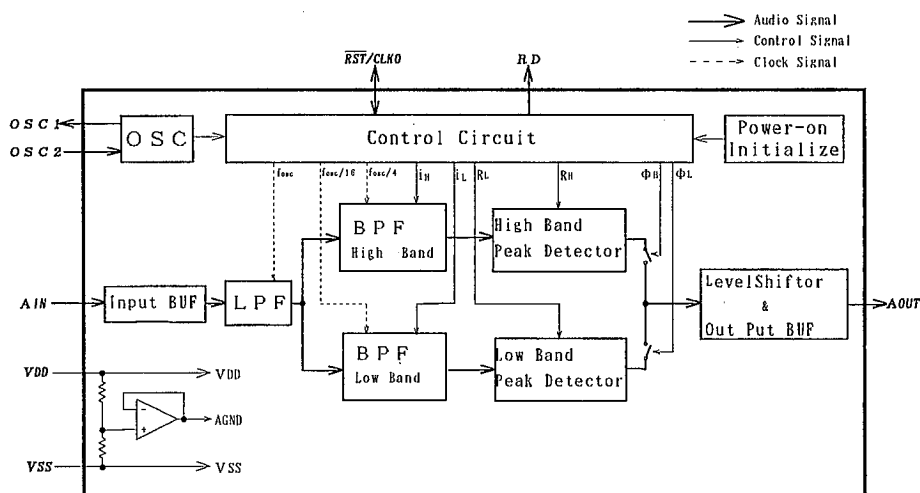 Audio Signal
Control Signal
Clock Signal
RST/CLKO
RD
OSC1
OSC2
OSC
Control Circuit
Power-on
Initialize
fosc
fosc/16
fosc/4
iH
iL
RL
RH
ΦH
ΦL
BPF
High Band
High Band
Peak Detector
AIN
Input BUF
LPF
LevelShiftor
&
Out Put BUF
AOUT
BPF
Low Band
Low Band
Peak Detector
VDD
VDD
-
+
AGND
VSS
VSS